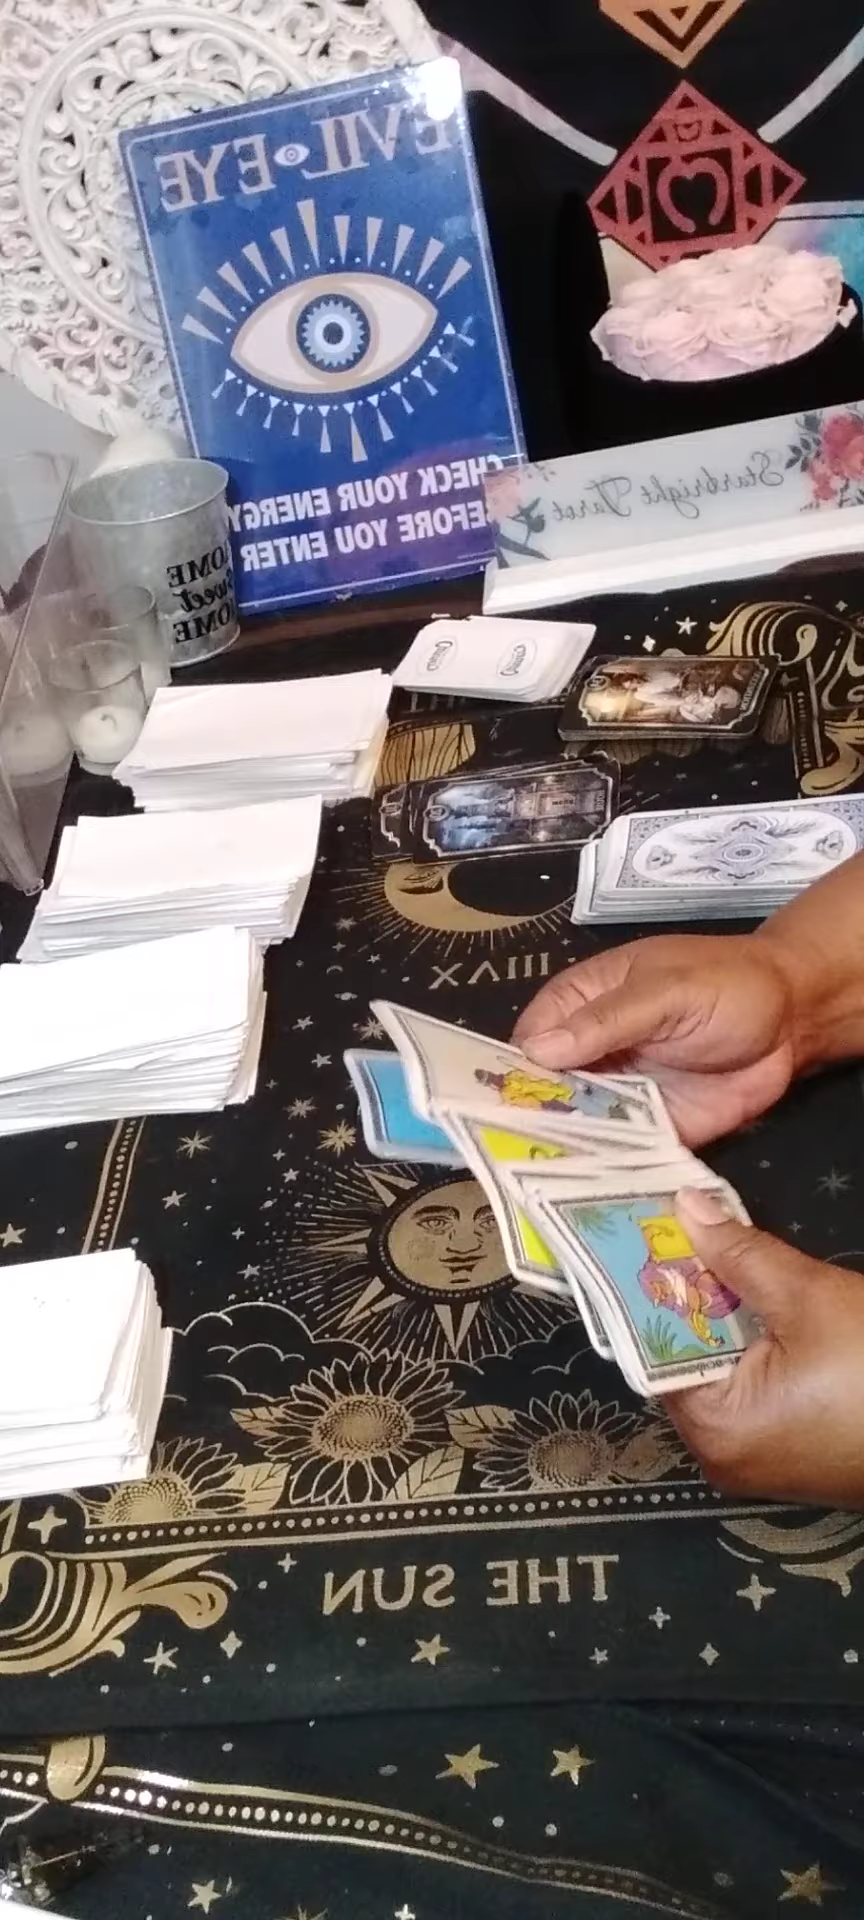 EVIL EYE
CHECK YOUR ENERGY
BEFORE YOU ENTER
Starbright Tarot
HOME
Sweet
HOME
XVIII
THE SUN